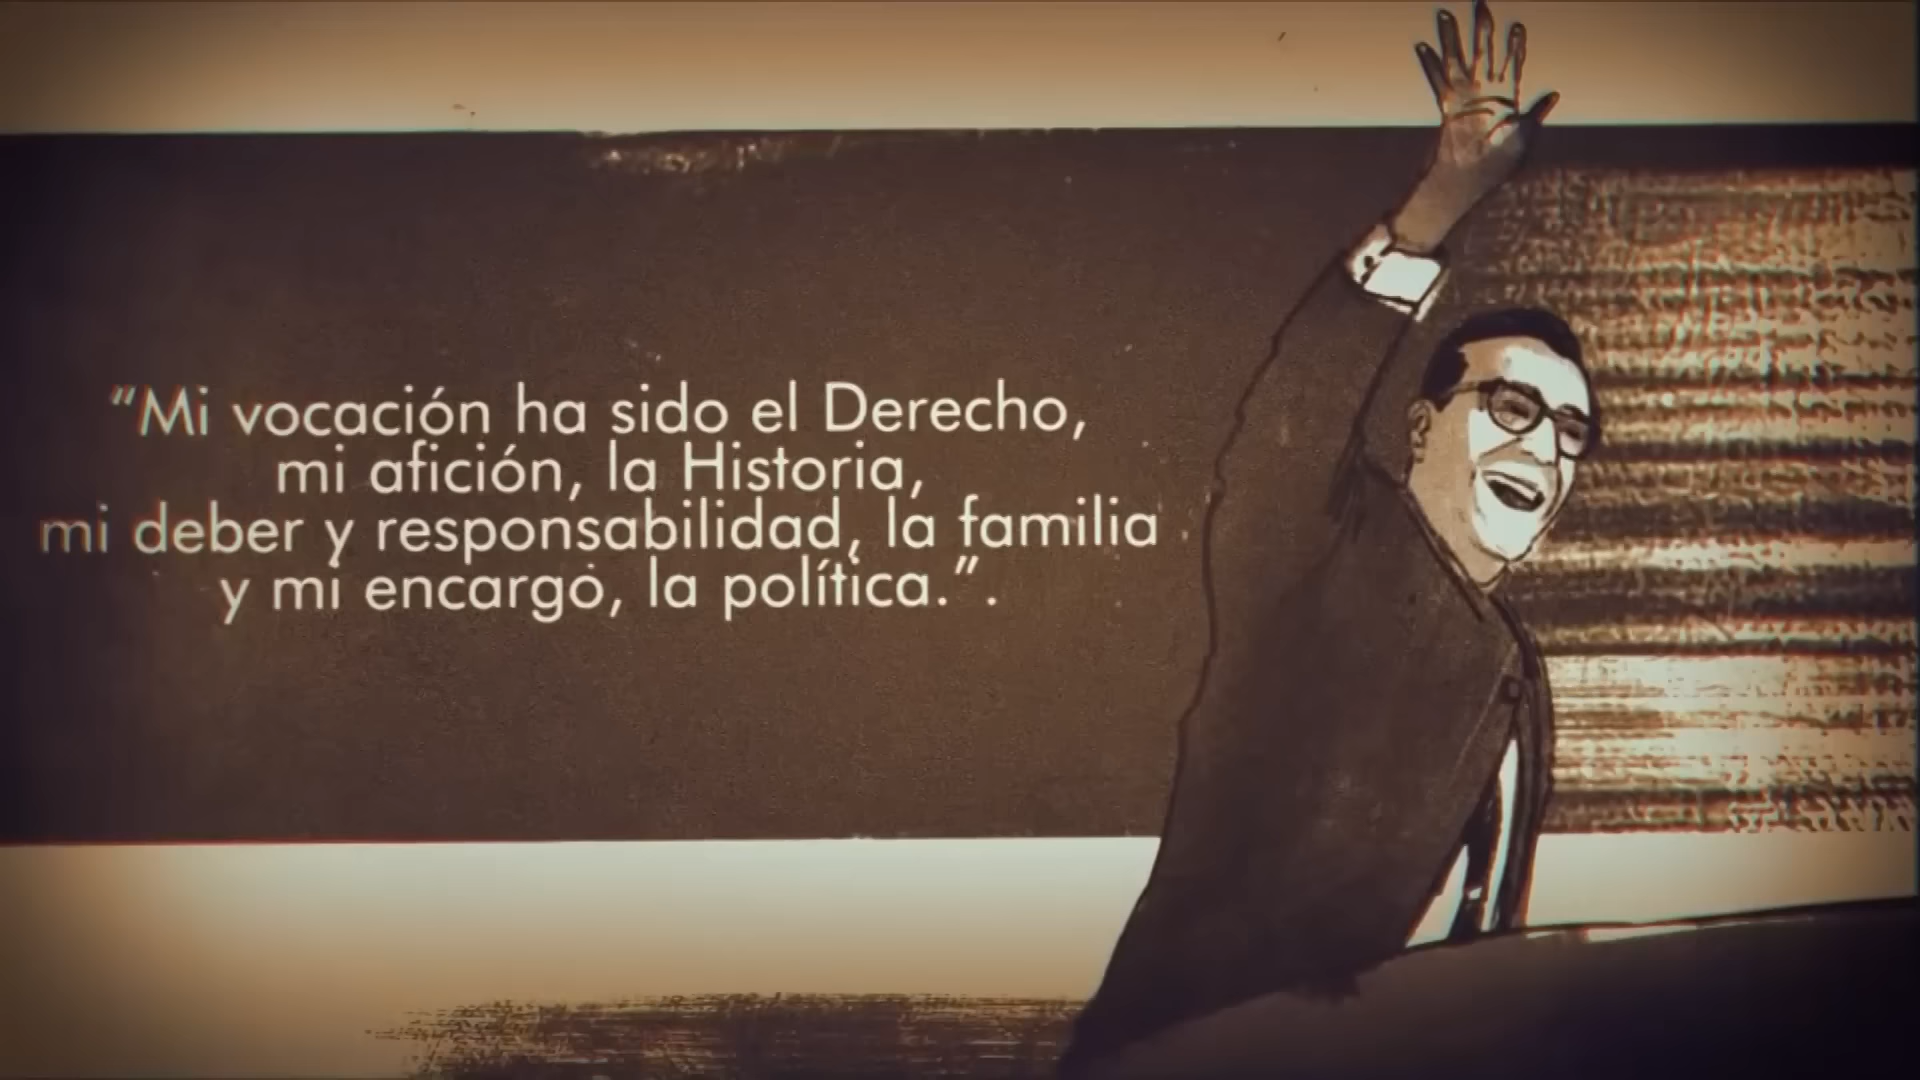 “Mi vocación ha sido el Derecho,
mi afición, la Historia,
mi deber y responsabilidad, la familia
y mi encargo, la política.”.